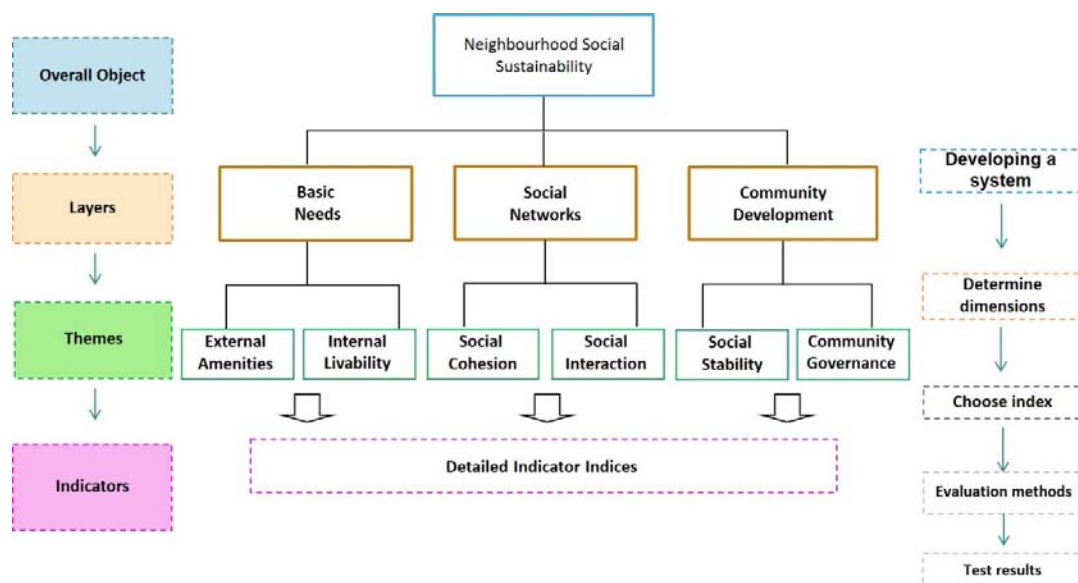 Neighbourhood Social
Sustainability
Overall Object
Layers
Themes
Indicators
Basic
Needs
Social
Networks
Community
Development
External
Amenities
Internal
Livability
Social
Cohesion
Social
Interaction
Social
Stability
Community
Governance
Detailed Indicator Indices
Developing a
system
Determine
dimensions
Choose index
Evaluation methods
Test results